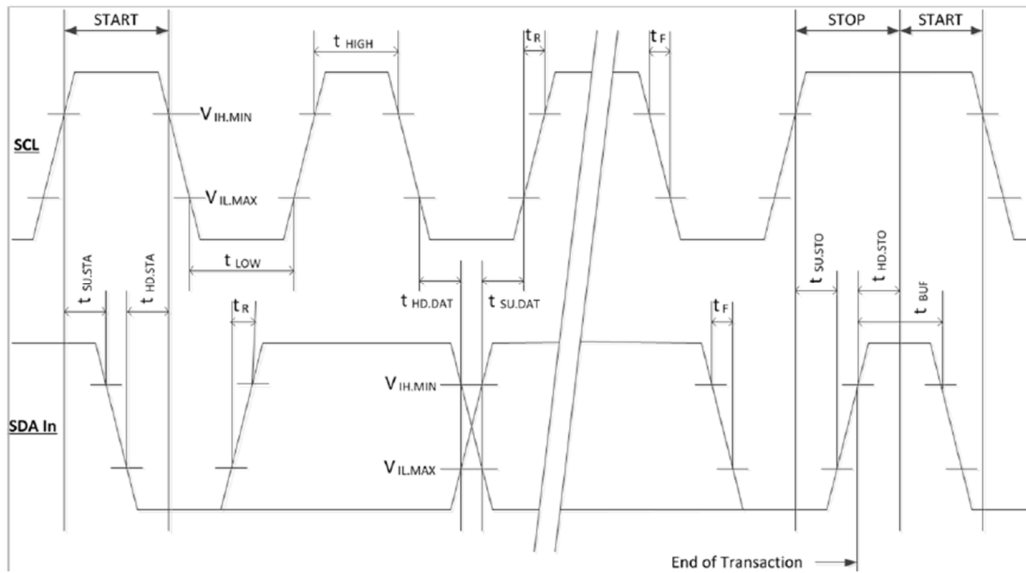 START
STOP
START
t HIGH
t R
t F
V IH.MIN
SCL
V IL.MAX
t LOW
t SU.STA
t HD.STA
t R
t HD.DAT
t SU.DAT
t F
t SU.STO
t HD.STO
t BUF
V IH.MIN
SDA In
V IL.MAX
End of Transaction